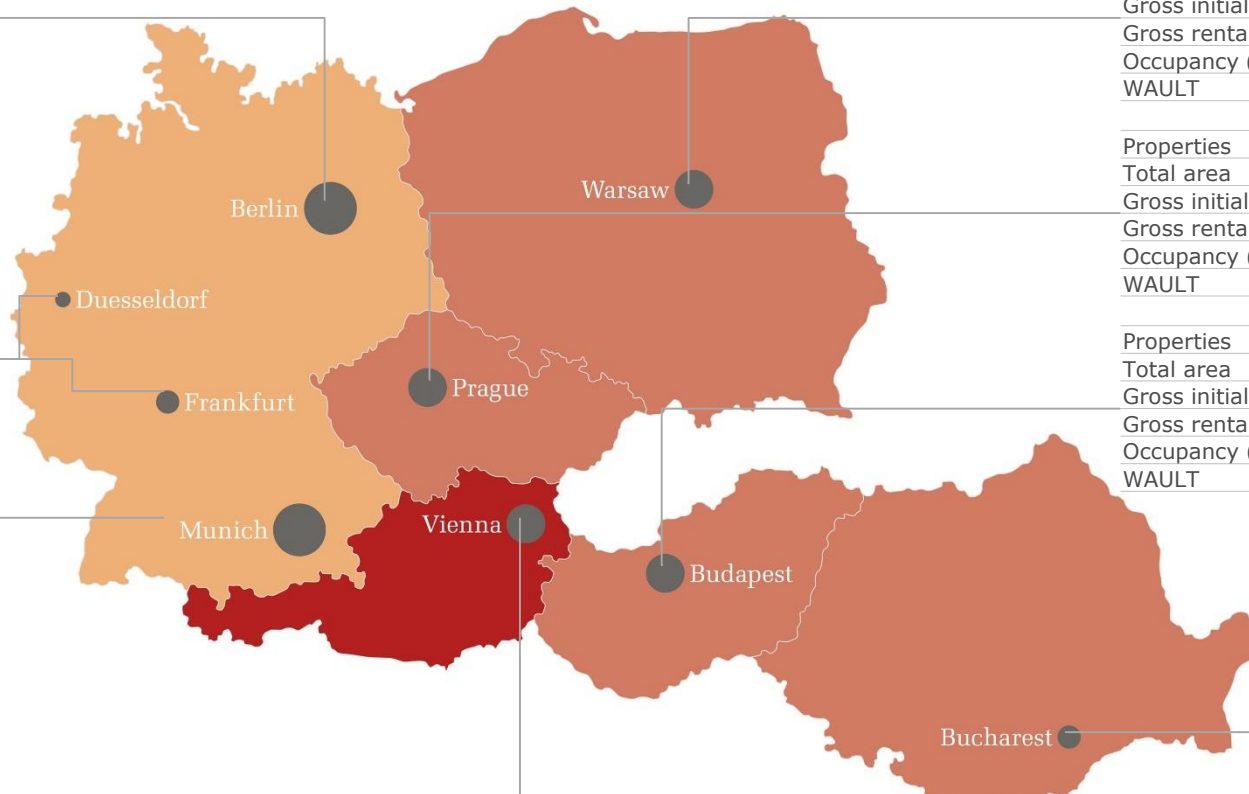 Berlin
Duesseldorf
Frankfurt
Munich
Vienna
Prague
Warsaw
Budapest
Bucharest
Gross initial
Gross renta
Occupancy (
WAULT
Properties
Total area
Gross initial
Gross renta
Occupancy (
WAULT
Properties
Total area
Gross initial
Gross renta
Occupancy (
WAULT